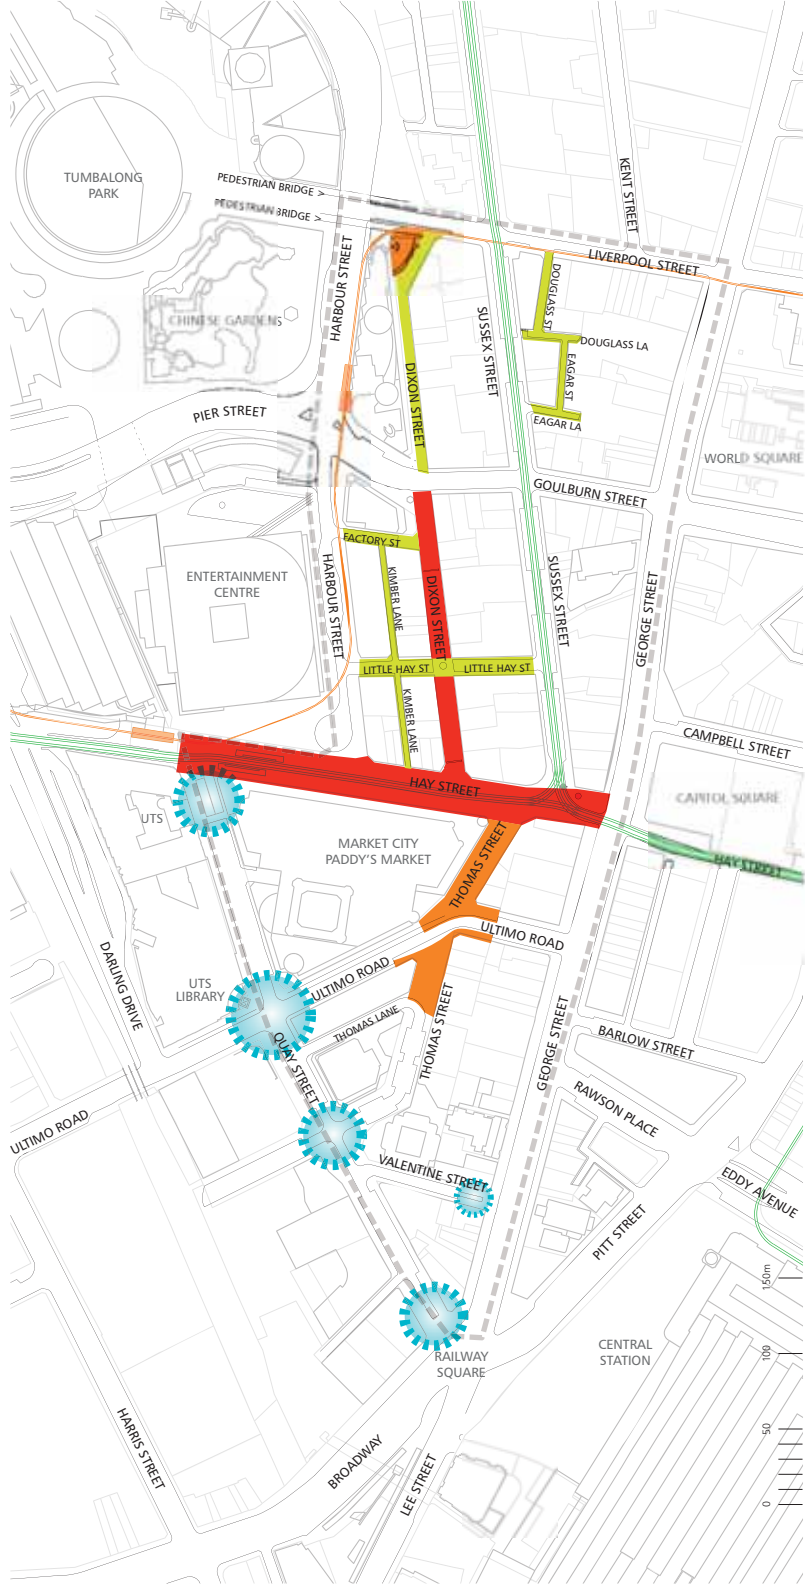 TUMBALONG
PARK
PEDESTRIAN BRIDGE >
PEDESTRIAN BRIDGE >
KENT STREET
LIVERPOOL STREET
HARBOUR STREET
CHINESE GARDENS
DOUGLASS ST
SUSSEX STREET
DOUGLASS LA
EAGAR ST
DIXON STREET
PIER STREET
EAGAR LA
WORLD SQUARE
GOULBURN STREET
FACTORY ST
ENTERTAINMENT
CENTRE
HARBOUR STREET
KIMBER LANE
DIXON STREET
SUSSEX STREET
GEORGE STREET
LITTLE HAY ST
LITTLE HAY ST
KIMBER LANE
CAMPBELL STREET
HAY STREET
CAPITOL SQUARE
UTS
MARKET CITY
PADDY'S MARKET
THOMAS STREET
HAY STREET
ULTIMO ROAD
DARLING DRIVE
UTS
LIBRARY
ULTIMO ROAD
THOMAS LANE
THOMAS STREET
GEORGE STREET
BARLOW STREET
QUAY STREET
RAWSON PLACE
ULTIMO ROAD
VALENTINE STREET
EDDY AVENUE
PITT STREET
150m
100
50
0
RAILWAY
SQUARE
CENTRAL
STATION
HARRIS STREET
BROADWAY
LEE STREET